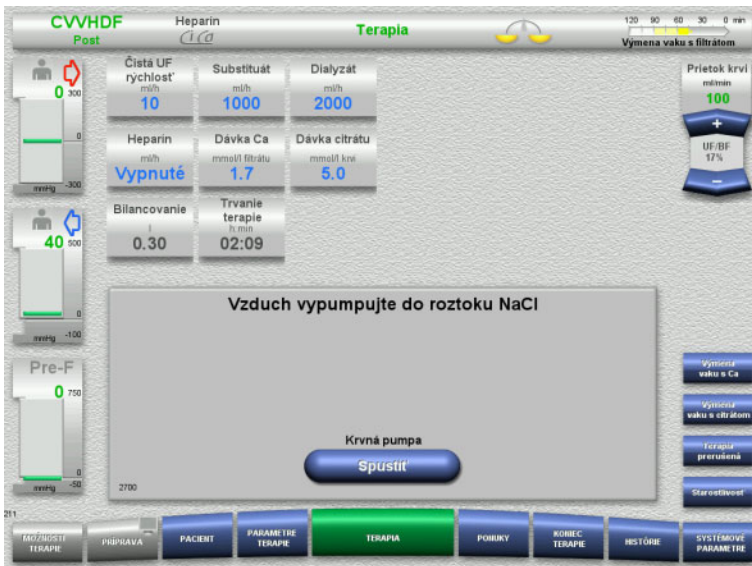 CVVHDF
Post
Heparin
Ci Ca
Terapia
120 90 60 30 0 min
Výmena vaku s filtrátom
0 300
0
mmHg -300
40 500
0
mmHg -100
Pre-F
0 750
0
mmHg -50
Čistá UF
rýchlosť
ml/h
10
Substituát
ml/h
1000
Dialyzát
ml/h
2000
Heparín
ml/h
Vypnuté
Dávka Ca
mmol/l filtrátu
1.7
Dávka citrátu
mmol/l krvi
5.0
Bilancovanie
l
0.30
Trvanie
terapie
h:min
02:09
Prietok krvi
ml/min
100
+
UF/BF
17%
−
Vzduch vypumpujte do roztoku NaCl
Krvná pumpa
Spustiť
2700
Výmena
vaku s Ca
Výmena
vaku s citrátom
Terapia
prerušená
Starostlivosť
211
MOŽNOSTI
TERAPIE
PRÍPRAVA
PACIENT
PARAMETRE
TERAPIE
TERAPIA
PONUKY
KONIEC
TERAPIE
HISTÓRIE
SYSTÉMOVÉ
PARAMETRE